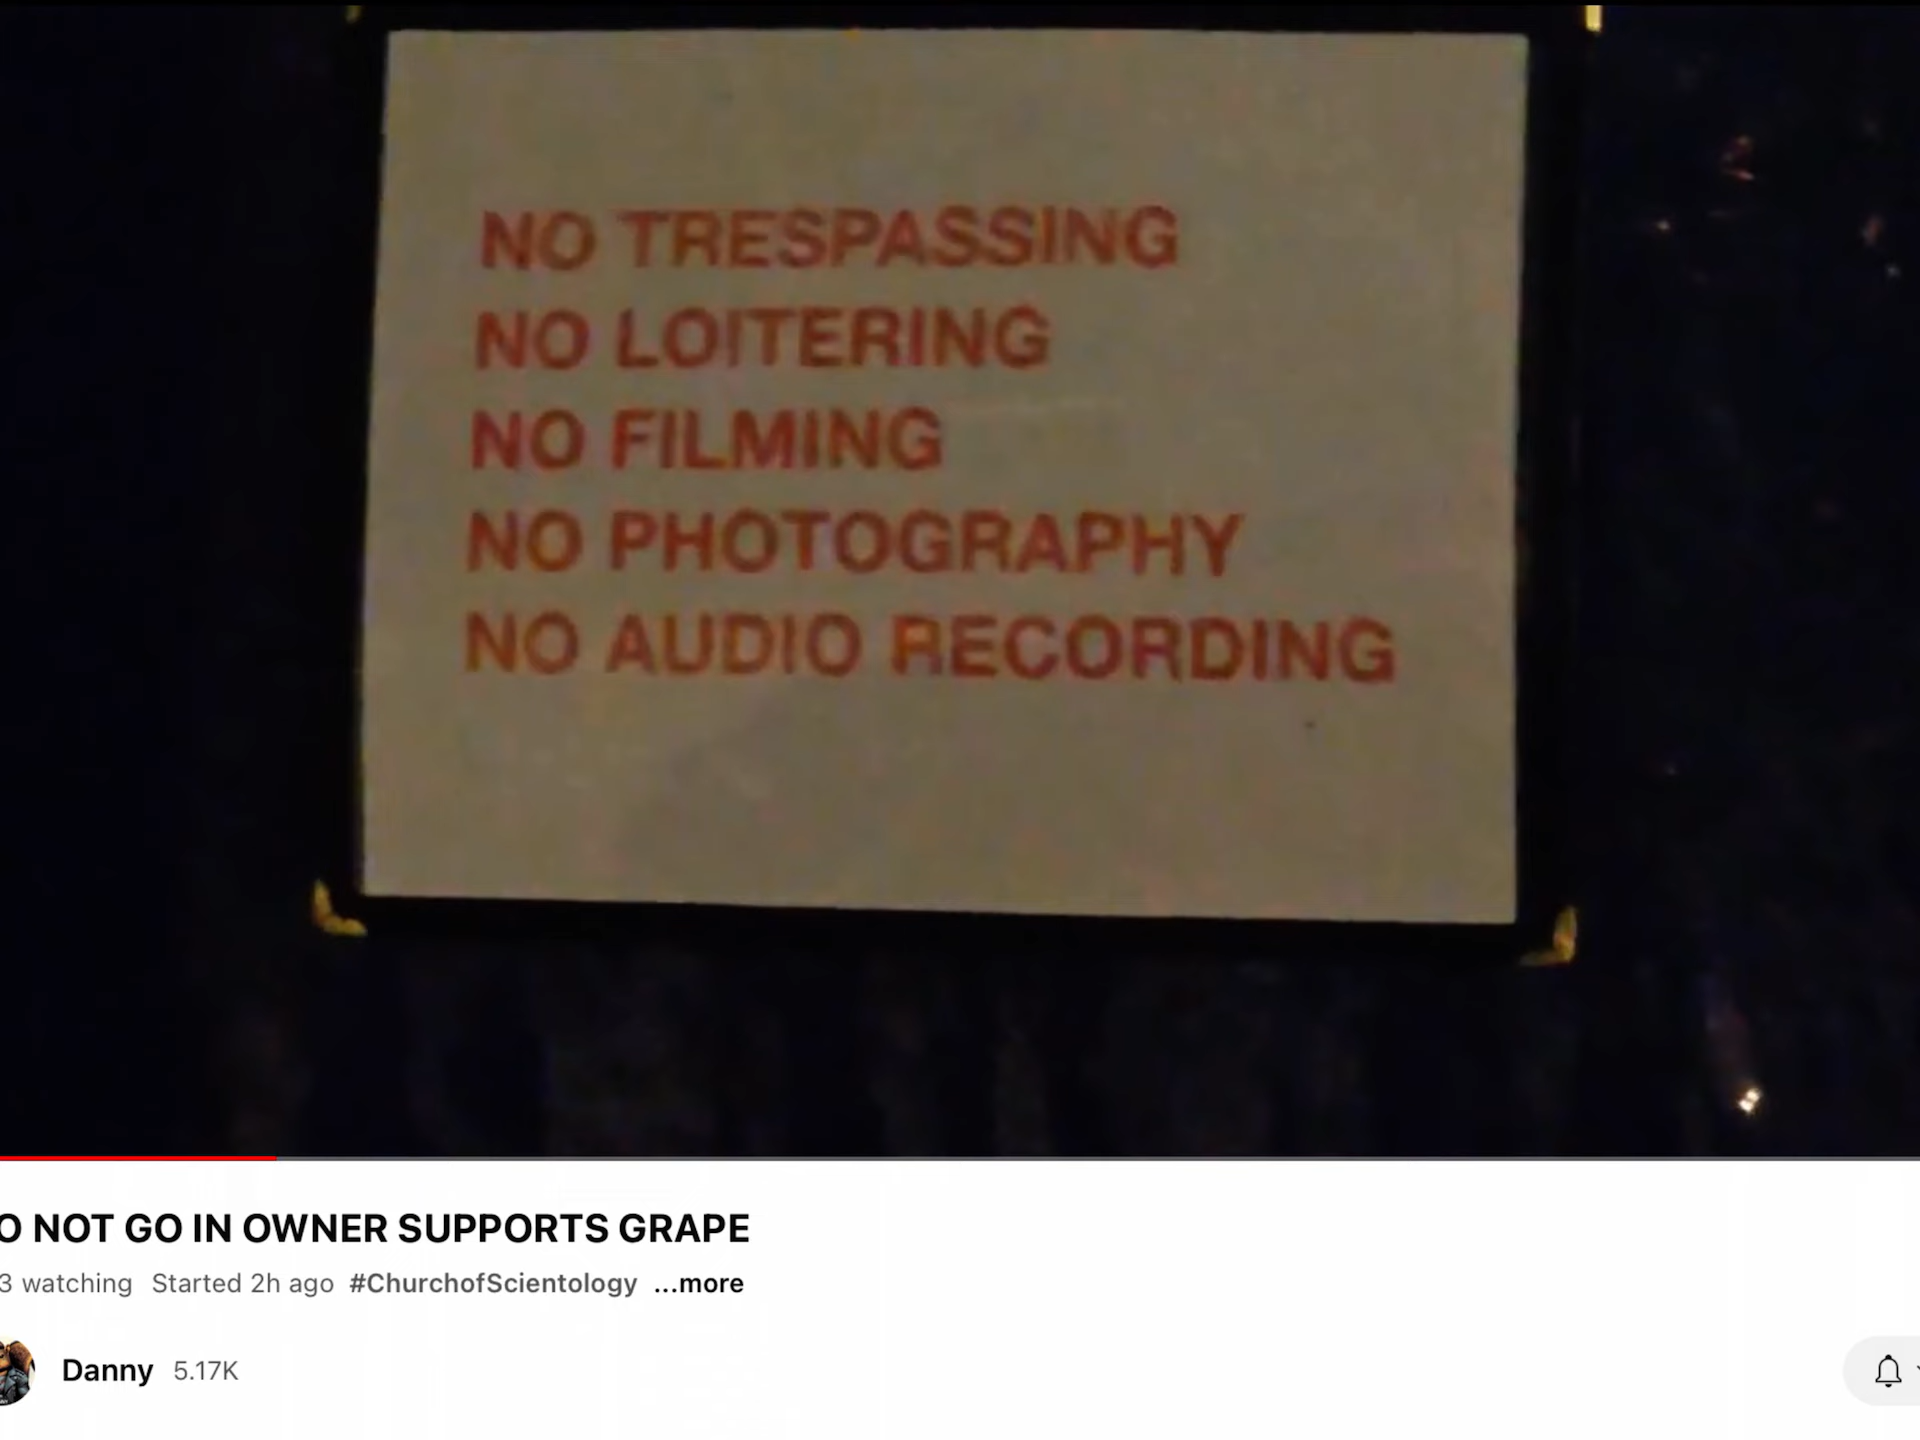 NO TRESPASSING
NO LOITERING
NO FILMING
NO PHOTOGRAPHY
NO AUDIO RECORDING
O NOT GO IN OWNER SUPPORTS GRAPE
3 watching Started 2h ago #ChurchofScientology ...more
Danny 5.17K